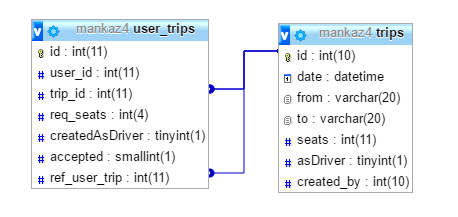 v mankaz4 user_trips
id : int(11)
# user_id : int(11)
# trip_id : int(11)
# req_seats : int(4)
# createdAsDriver : tinyint(1)
# accepted : smallint(1)
# ref_user_trip : int(11)
v mankaz4 trips
id : int(10)
date : datetime
from : varchar(20)
to : varchar(20)
# seats : int(11)
# asDriver : tinyint(1)
# created_by : int(10)